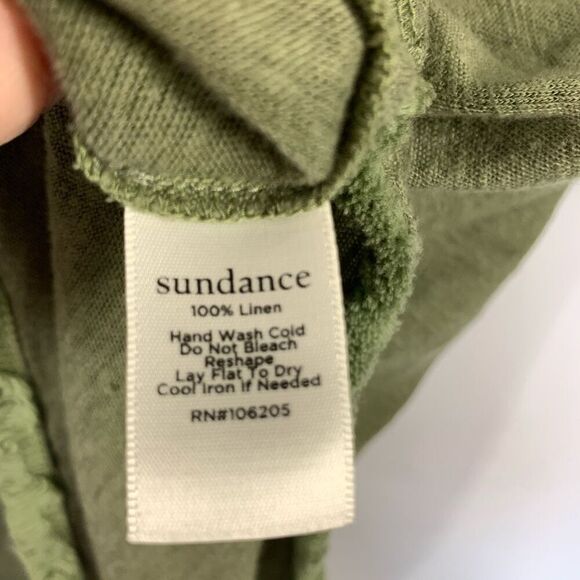 sundance
100% Linen
Hand Wash Cold
Do Not Bleach
Reshape
Lay Flat To Dry
Cool Iron If Needed
RN#106205